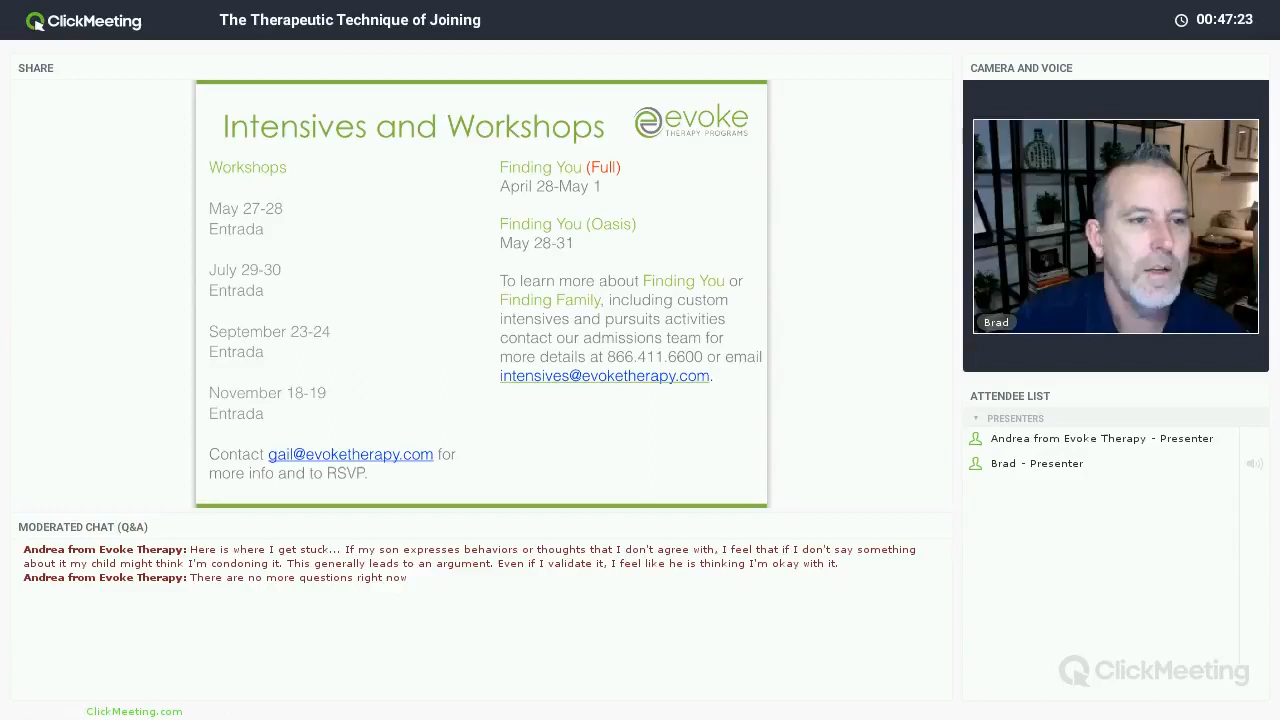 ClickMeeting
The Therapeutic Technique of Joining
00:47:23
SHARE
Intensives and Workshops
evoke
THERAPY PROGRAMS
Workshops
May 27-28
Entrada
July 29-30
Entrada
September 23-24
Entrada
November 18-19
Entrada
Contact gail@evoketherapy.com for
more info and to RSVP.
Finding You (Full)
April 28-May 1
Finding You (Oasis)
May 28-31
To learn more about Finding You or
Finding Family, including custom
intensives and pursuits activities
contact our admissions team for
more details at 866.411.6600 or email
intensives@evoketherapy.com.
CAMERA AND VOICE
Brad
ATTENDEE LIST
PRESENTERS
Andrea from Evoke Therapy - Presenter
Brad - Presenter
MODERATED CHAT (Q&A)
Andrea from Evoke Therapy: Here is where I get stuck... If my son expresses behaviors or thoughts that I don't agree with, I feel that if I don't say something
about it my child might think I'm condoning it. This generally leads to an argument. Even if I validate it, I feel like he is thinking I'm okay with it.
Andrea from Evoke Therapy: There are no more questions right now
ClickMeeting
ClickMeeting.com